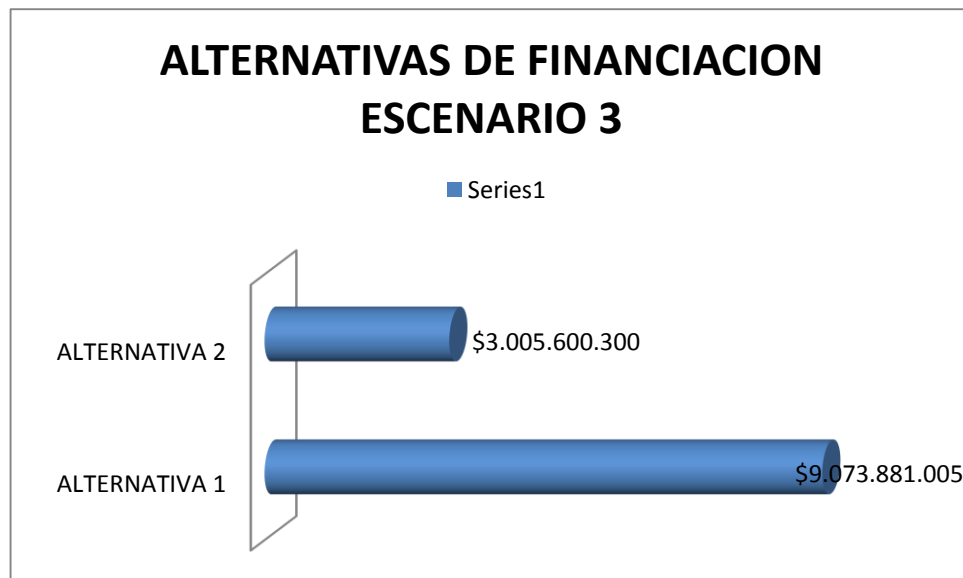 ALTERNATIVAS DE FINANCIACION
ESCENARIO 3
Series1
ALTERNATIVA 2
$3.005.600.300
ALTERNATIVA 1
$9.073.881.005